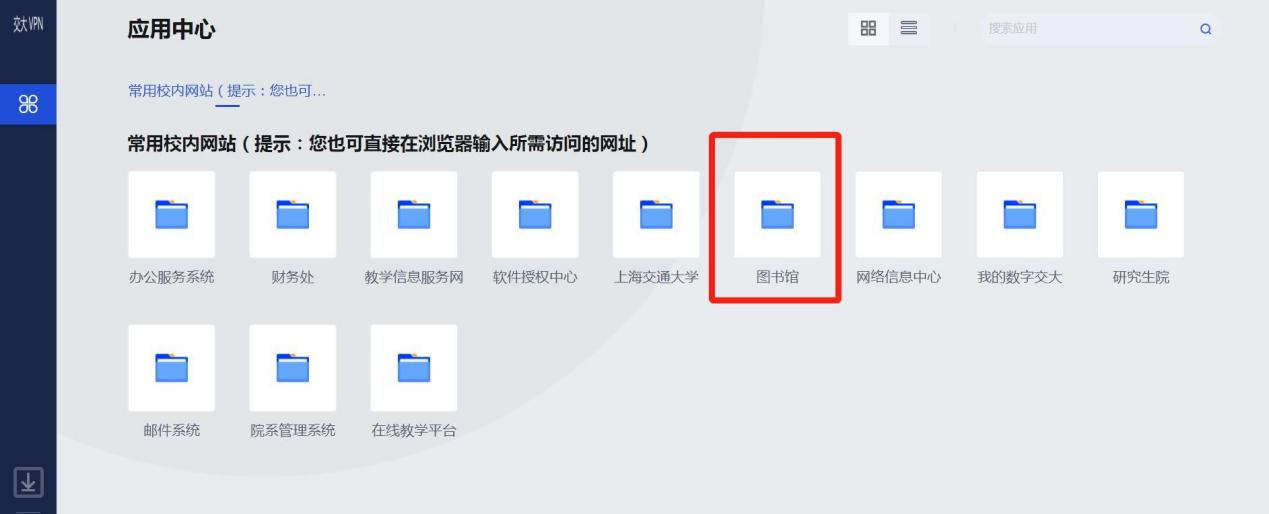 交大VPN
应用中心
搜索应用
常用校内网站(提示:您也可…
常用校内网站(提示:您也可直接在浏览器输入所需访问的网址)
办公服务系统
财务处
教学信息服务网
软件授权中心
上海交通大学
图书馆
网络信息中心
我的数字交大
研究生院
邮件系统
院系管理系统
在线教学平台